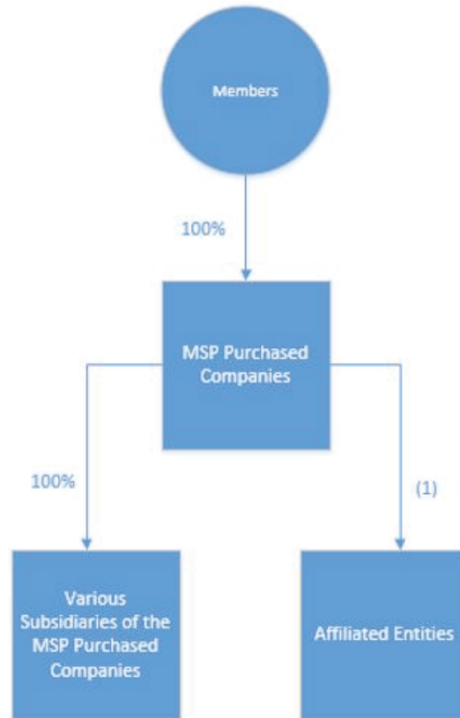 Members
100%
MSP Purchased
Companies
100%
(1)
Various
Subsidiaries of the
MSP Purchased
Companies
Affiliated Entities